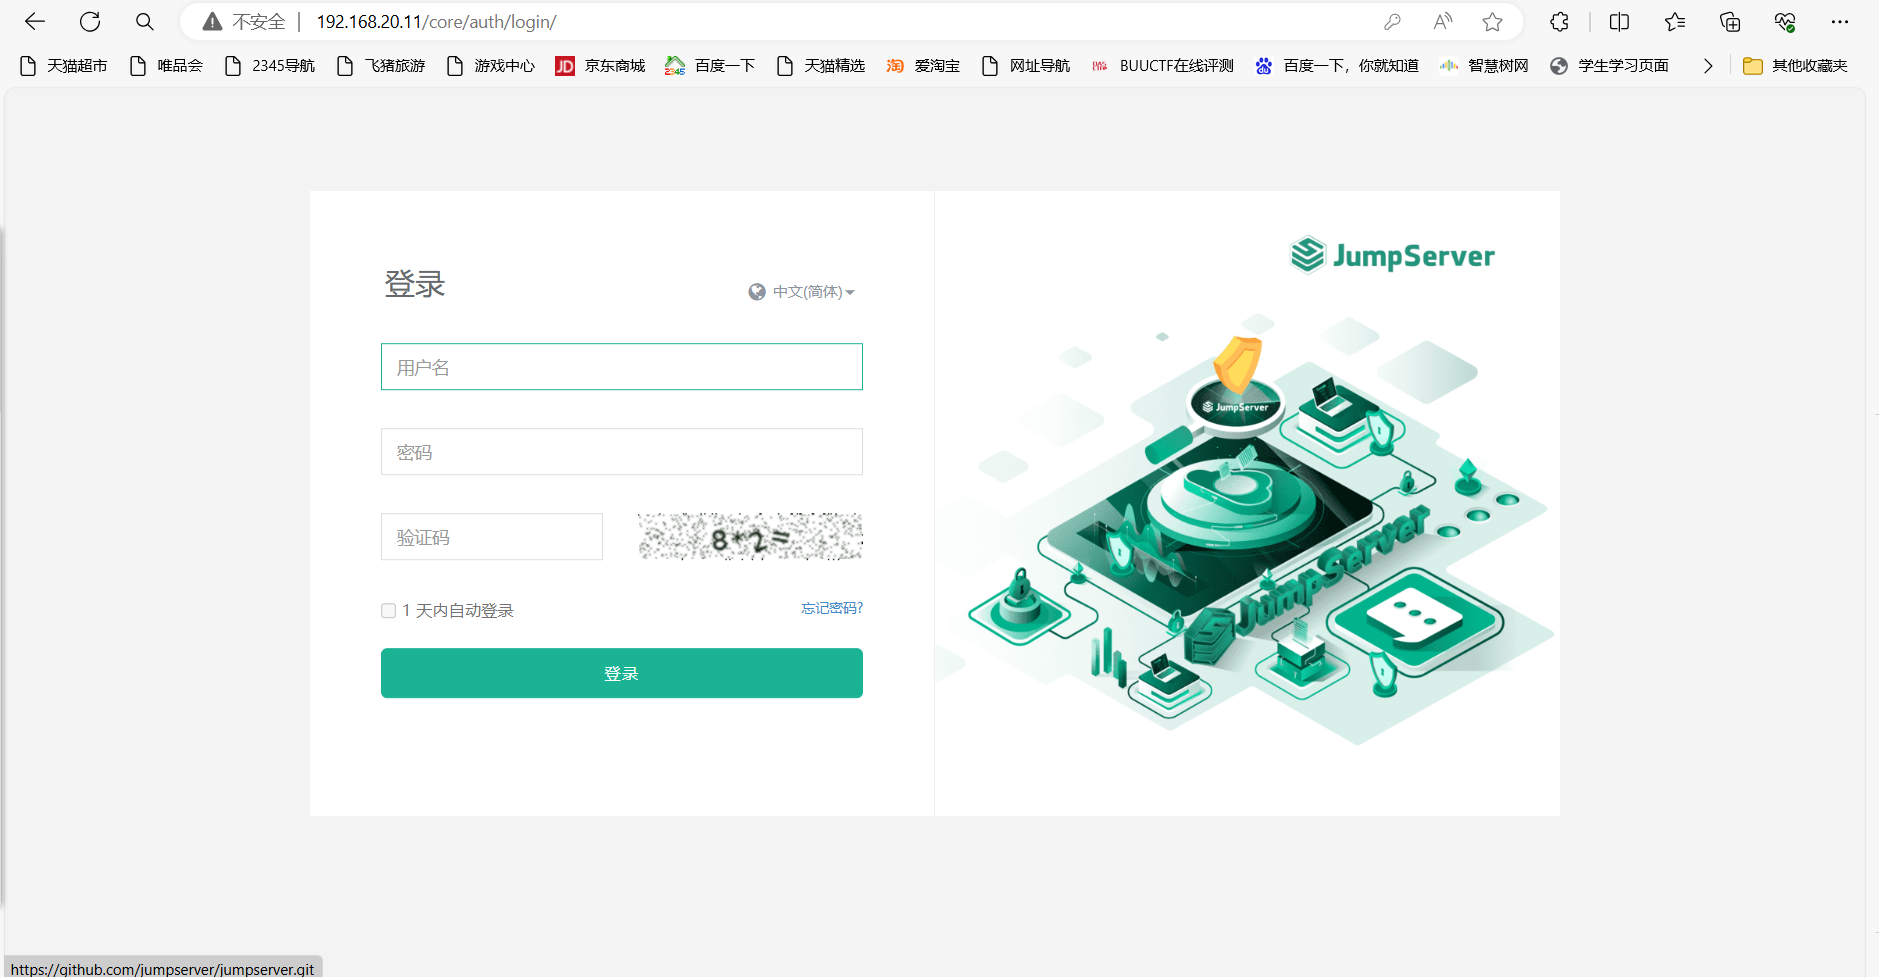 不安全 | 192.168.20.11/core/auth/login/
天猫超市 唯品会 2345导航 飞猪旅游 游戏中心 JD 京东商城 2345 百度一下 天猫精选 淘 爱淘宝 网址导航 BUUCTF在线评测 百度一下，你就知道 智慧树网 学生学习页面 其他收藏夹
JumpServer
登录
中文(简体)
用户名
JumpServer
密码
验证码
8*2=
JumpServer
1 天内自动登录
忘记密码?
登录
https://github.com/jumpserver/jumpserver.git